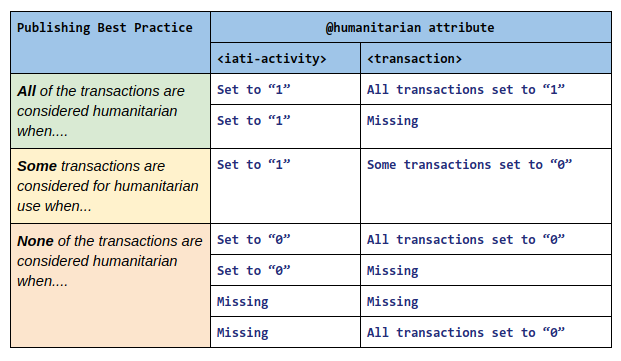 Publishing Best Practice
@humanitarian attribute
<iati-activity>
<transaction>
All of the transactions are
considered humanitarian
when....
Set to “1”
All transactions set to “1”
Set to “1”
Missing
Some transactions are
considered for humanitarian
use when...
Set to “1”
Some transactions set to “0”
None of the transactions are
considered humanitarian
when....
Set to “0”
All transactions set to “0”
Set to “0”
Missing
Missing
Missing
Missing
All transactions set to “0”